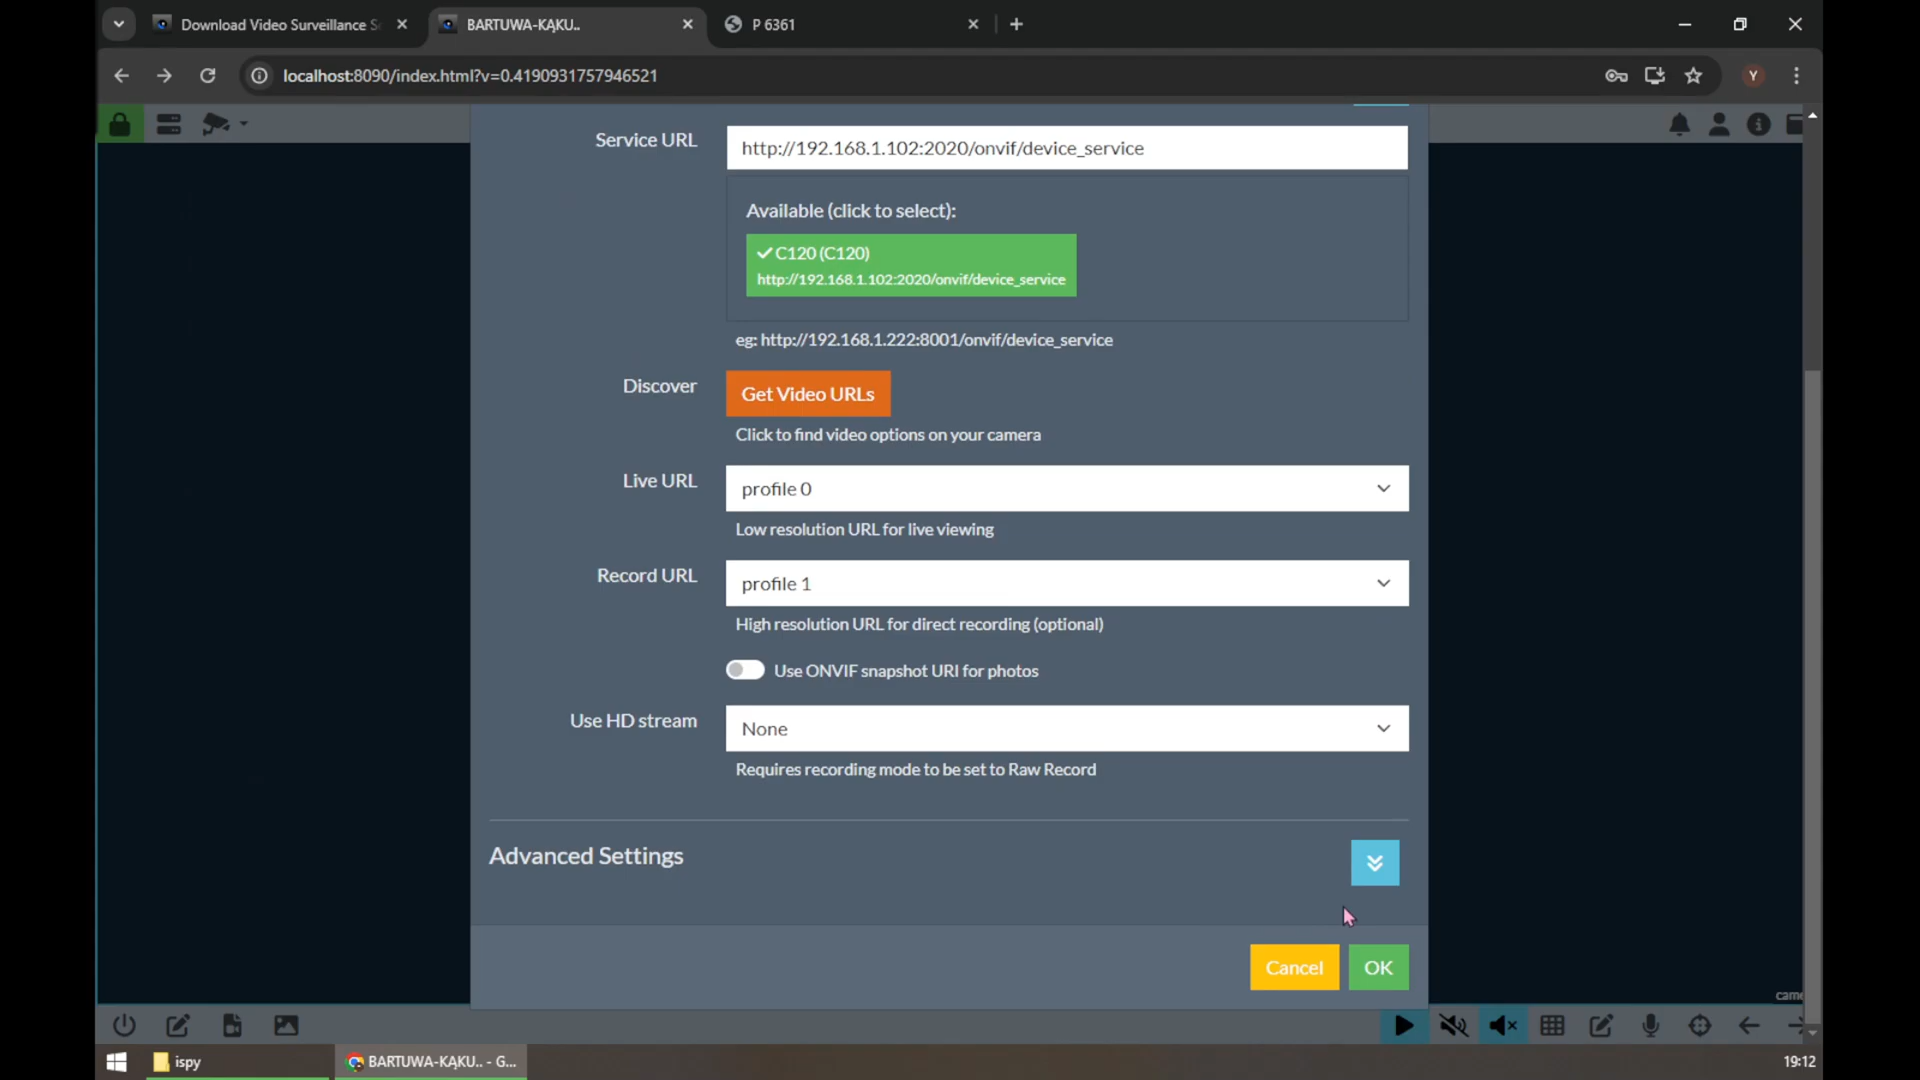 Download Video Surveillance S
BARTUWA-KĄKU..
P 6361
localhost:8090/index.html?v=0.4190931757946521
Y
Service URL
http://192.168.1.102:2020/onvif/device_service
Available (click to select):
C120 (C120)
http://192.168.1.102:2020/onvif/device_service
eg: http://192.168.1.222:8001/onvif/device_service
Discover
Get Video URLs
Click to find video options on your camera
Live URL
profile 0
Low resolution URL for live viewing
Record URL
profile 1
High resolution URL for direct recording (optional)
Use ONVIF snapshot URI for photos
Use HD stream
None
Requires recording mode to be set to Raw Record
Advanced Settings
Cancel
OK
came
ispy
BARTUWA-KĄKU.. - G...
19:12